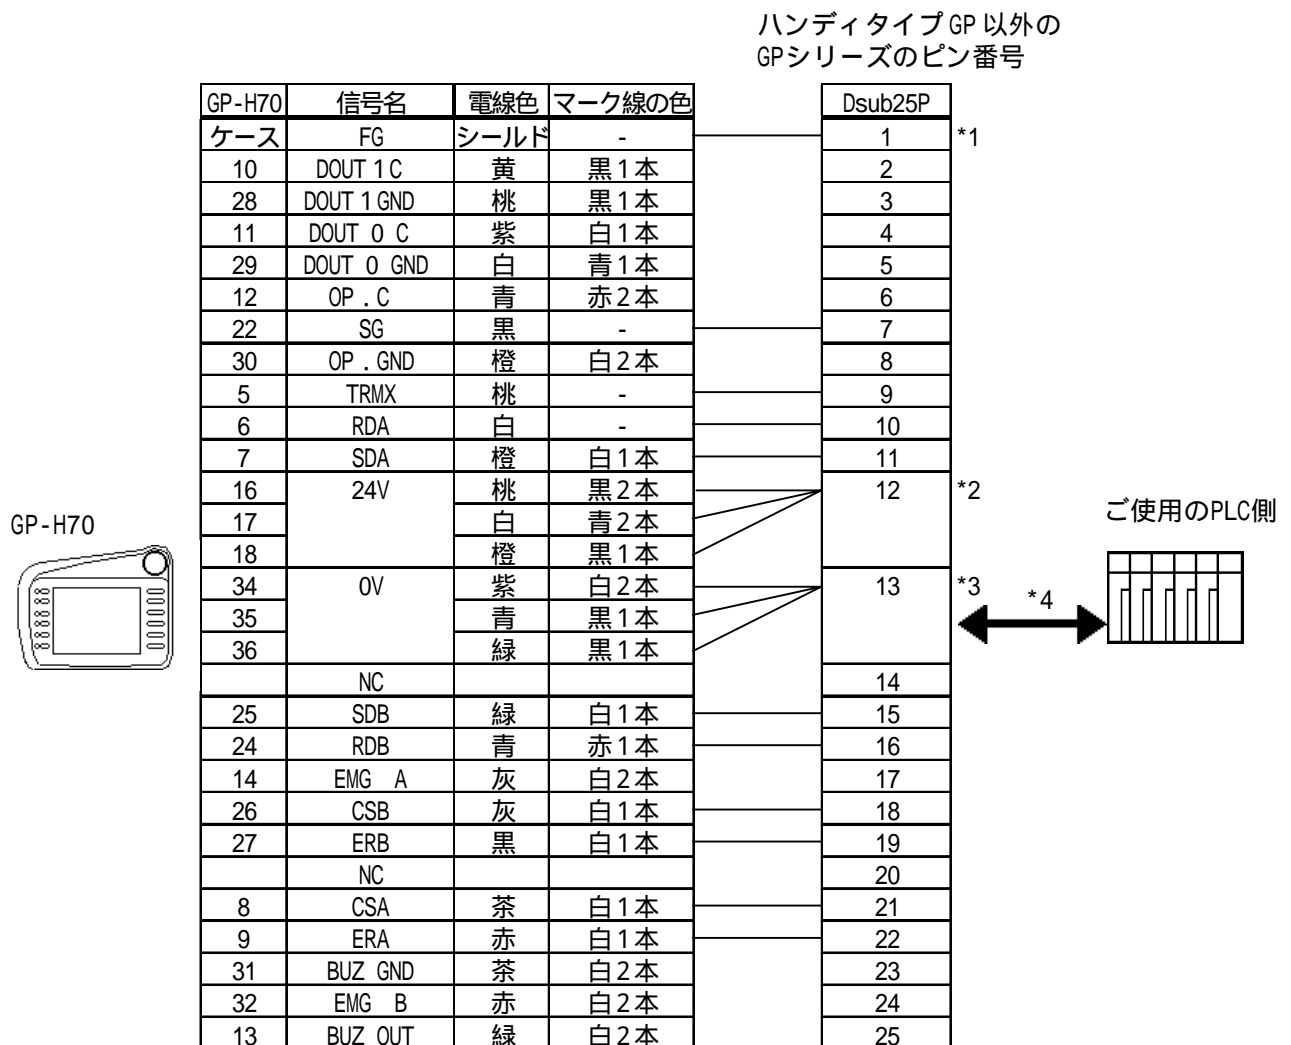 ハンディタイプGP以外の
GPシリーズのピン番号
GP-H70 信号名 電線色 マーク線の色 Dsub25P
ケース FG シールド - 1 *1
10 DOUT 1C 黄 黒1本 2
28 DOUT 1GND 桃 黒1本 3
11 DOUT 0 C 紫 白1本 4
29 DOUT 0 GND 白 青1本 5
12 OP.C 青 赤2本 6
22 SG 黒 - 7
30 OP.GND 橙 白2本 8
5 TRMX 桃 - 9
6 RDA 白 - 10
7 SDA 橙 白1本 11
16 24V 桃 黒2本 12 *2
17 白 青2本
18 橙 黒1本
34 0V 紫 白2本 13 *3
35 青 黒1本
36 緑 黒1本
NC 14
25 SDB 緑 白1本 15
24 RDB 青 赤1本 16
14 EMG A 灰 白2本 17
26 CSB 灰 白1本 18
27 ERB 黒 白1本 19
NC 20
8 CSA 茶 白1本 21
9 ERA 赤 白1本 22
31 BUZ GND 茶 白2本 23
32 EMG B 赤 白2本 24
13 BUZ OUT 緑 白2本 25
GP-H70
*4
ご使用のPLC側